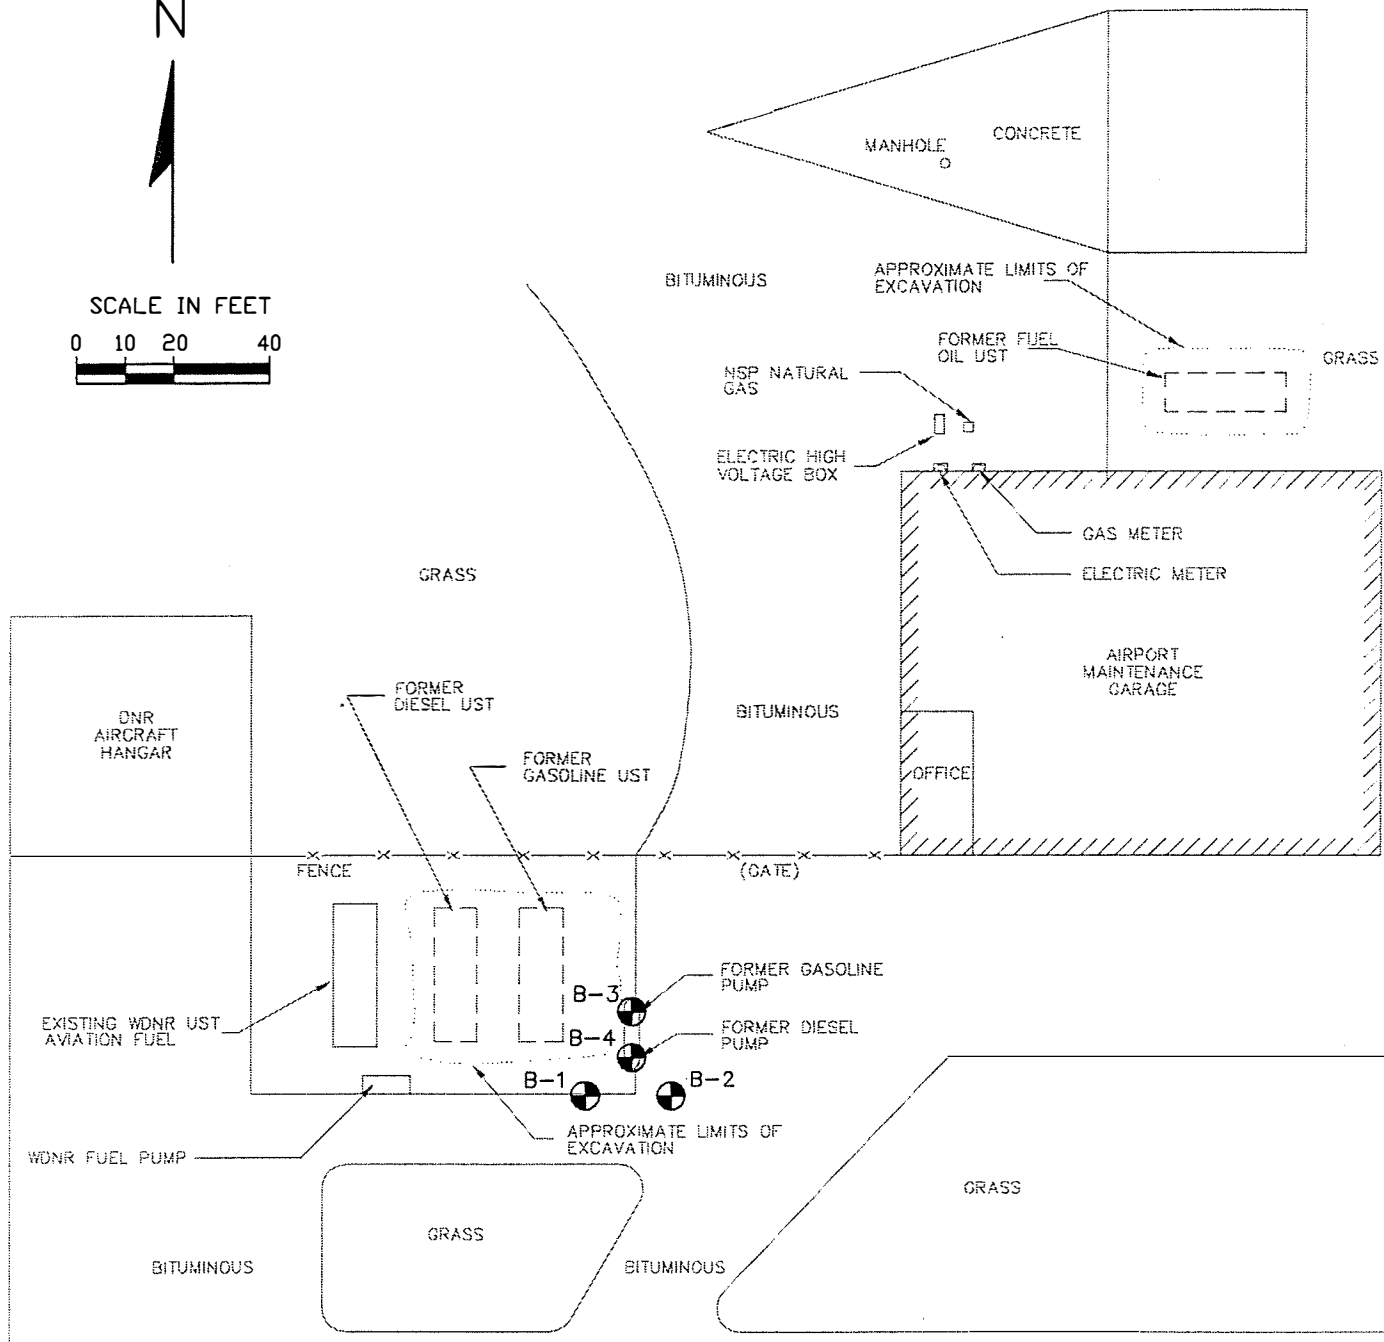 N
SCALE IN FEET
0 10 20 40
MANHOLE
CONCRETE
BITUMINOUS
APPROXIMATE LIMITS OF
EXCAVATION
FORMER FUEL
OIL UST
GRASS
NSP NATURAL
GAS
ELECTRIC HIGH
VOLTAGE BOX
GAS METER
ELECTRIC METER
GRASS
AIRPORT
MAINTENANCE
GARAGE
FORMER
DIESEL UST
BITUMINOUS
DNR
AIRCRAFT
HANGAR
FORMER
GASOLINE UST
OFFICE
FENCE
(GATE)
FORMER GASOLINE
PUMP
B-3
EXISTING WDNR UST
AVIATION FUEL
B-4
FORMER DIESEL
PUMP
B-1
B-2
APPROXIMATE LIMITS OF
EXCAVATION
WDNR FUEL PUMP
GRASS
GRASS
BITUMINOUS
BITUMINOUS